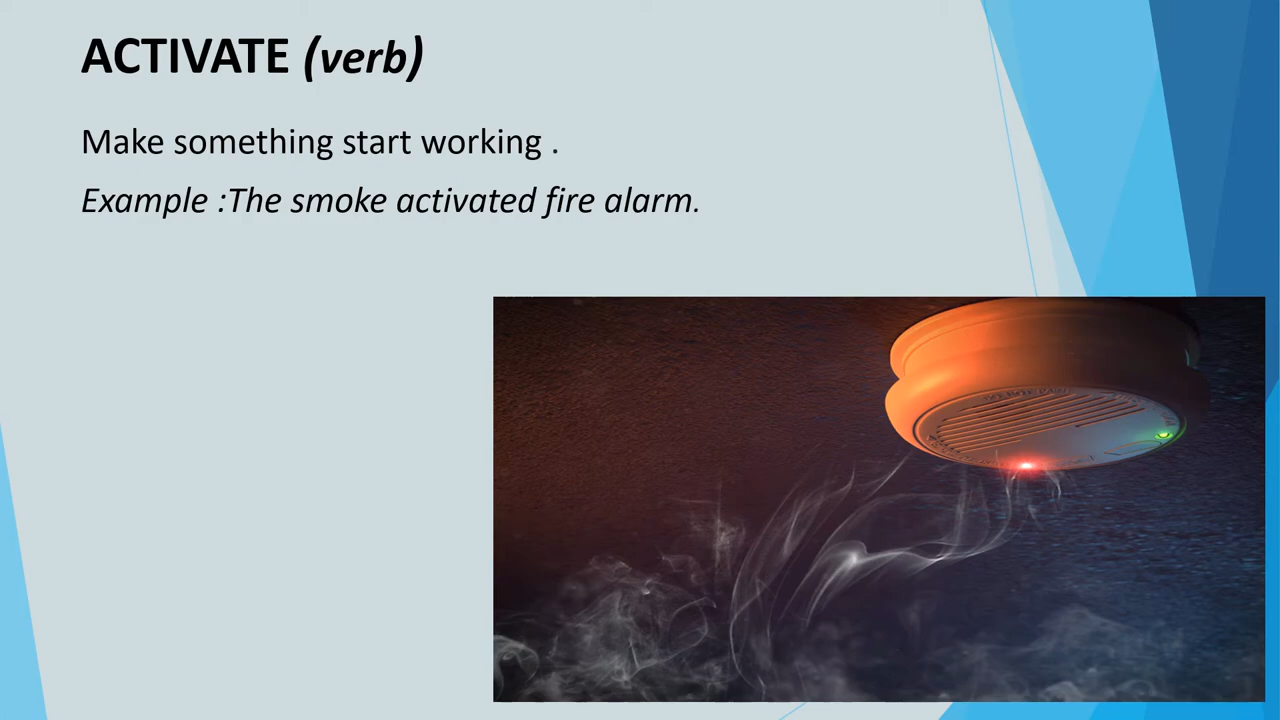 ACTIVATE (verb)
Make something start working .
Example :The smoke activated fire alarm.